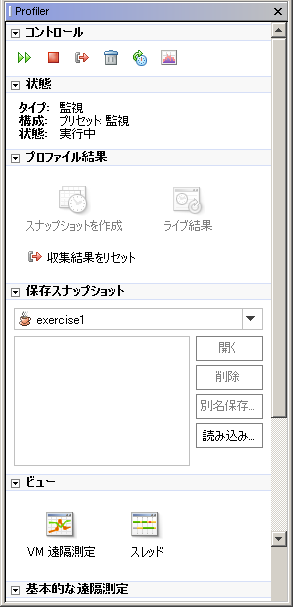 Profiler
コントロール
状態
タイプ: 監視
構成: プリセット 監視
状態: 実行中
プロファイル結果
スナップショットを作成 ライブ結果
収集結果をリセット
保存スナップショット
exercise1
開く
削除
別名保存...
読み込み...
ビュー
VM 遠隔測定 スレッド
基本的な遠隔測定